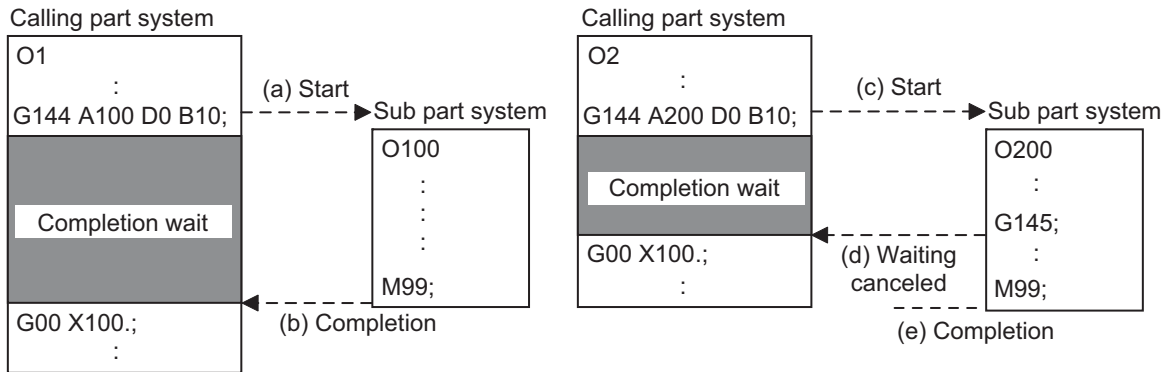 Calling part system
O1
:
G144 A100 D0 B10;
Completion wait
G00 X100.;
:
(a) Start
Sub part system
O100
:
:
:
:
M99;
(b) Completion
Calling part system
O2
:
G144 A200 D0 B10;
Completion wait
G00 X100.;
:
(c) Start
Sub part system
O200
:
G145;
:
M99;
(d) Waiting
canceled
(e) Completion